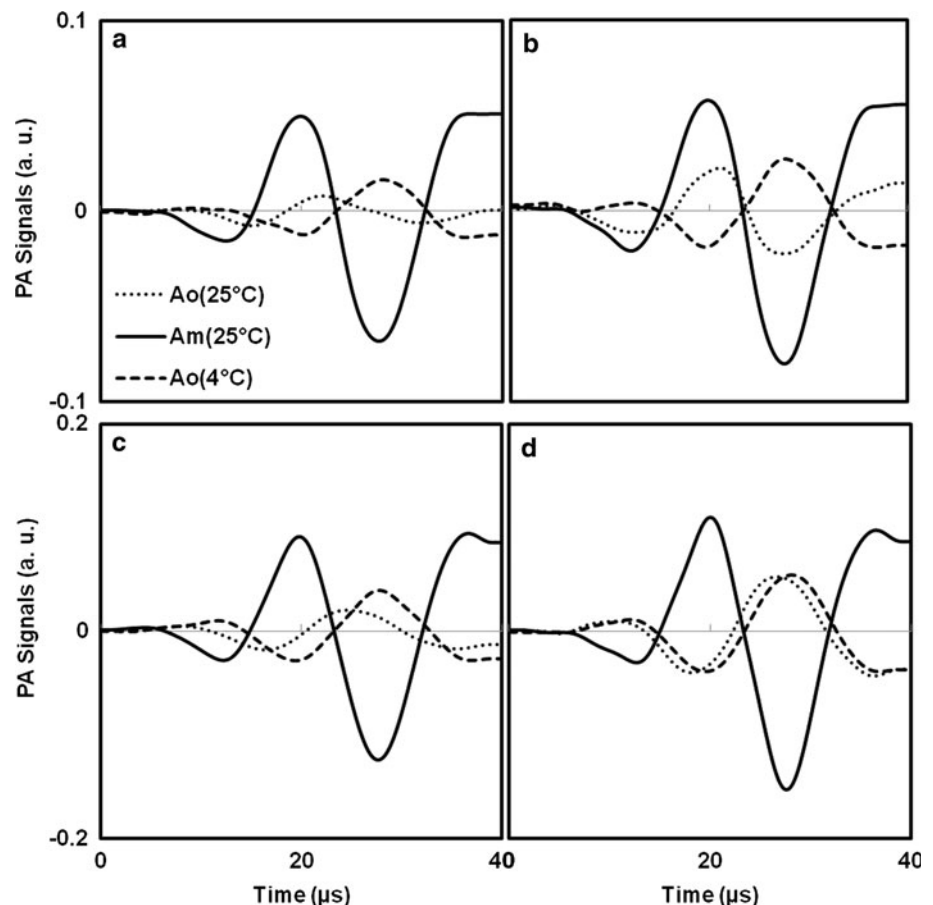 0.1
a
b
PA Signals (a. u.)
0
Ao(25°C)
Am(25°C)
Ao(4°C)
-0.1
0.2
c
d
PA Signals (a. u.)
0
-0.2
0
20
40
0
20
40
Time (µs)
Time (µs)